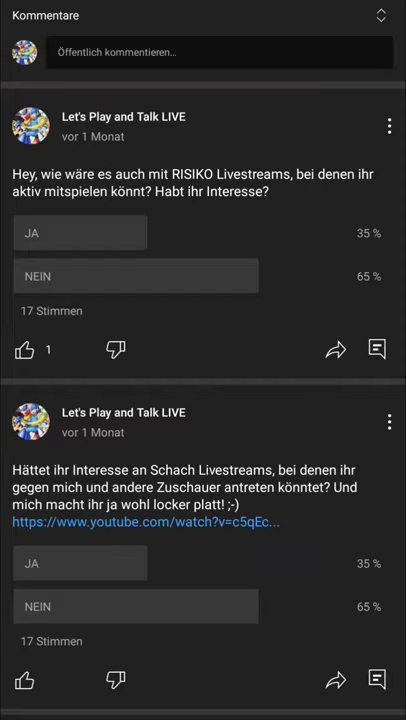 Kommentare
Öffentlich kommentieren...
Let's Play and Talk LIVE
vor 1 Monat
Hey, wie wäre es auch mit RISIKO Livestreams, bei denen ihr
aktiv mitspielen könnt? Habt ihr Interesse?
JA 35 %
NEIN 65 %
17 Stimmen
1
Let's Play and Talk LIVE
vor 1 Monat
Hättet ihr Interesse an Schach Livestreams, bei denen ihr
gegen mich und andere Zuschauer antreten könntet? Und
mich macht ihr ja wohl locker platt! ;-)
https://www.youtube.com/watch?v=c5qEc...
JA 35 %
NEIN 65 %
17 Stimmen